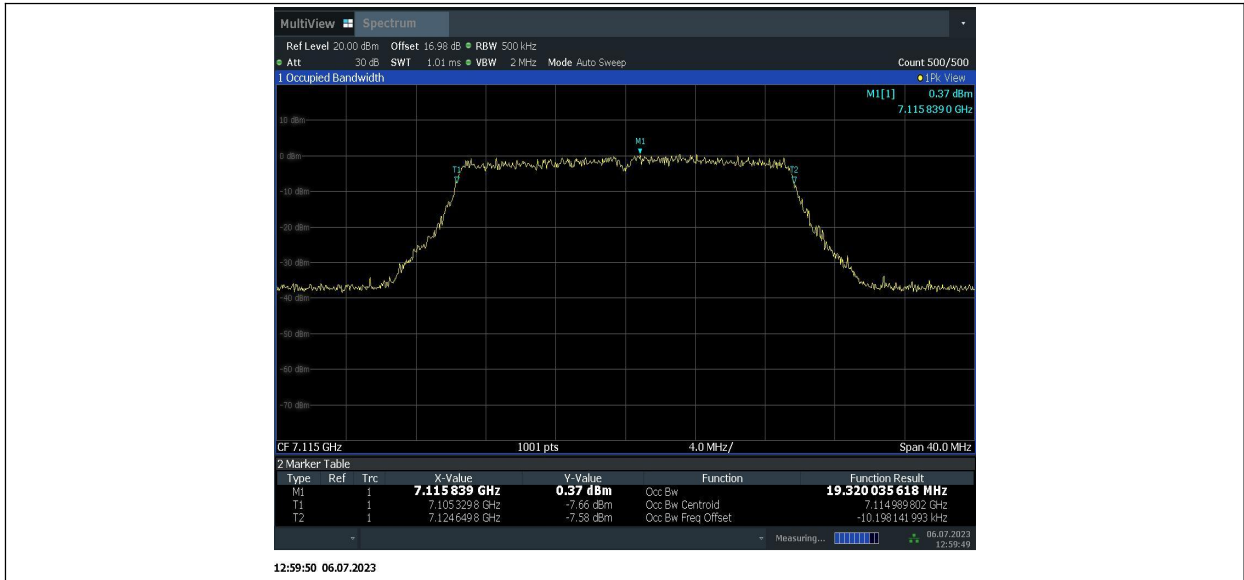 MultiView Spectrum
Ref Level 20.00 dBm Offset 16.98 dB RBW 500 kHz
Att 30 dB SWT 1.01 ms VBW 2 MHz Mode Auto Sweep Count 500/500
1 Occupied Bandwidth 1Pk View
M1[1] 0.37 dBm
7.115 839 0 GHz
10 dBm
M1
0 dBm
T1 T2
-10 dBm
-20 dBm
-30 dBm
-40 dBm
-50 dBm
-60 dBm
-70 dBm
CF 7.115 GHz 1001 pts 4.0 MHz/ Span 40.0 MHz
2 Marker Table
Type Ref Trc X-Value Y-Value Function Function Result
M1 1 7.115 839 GHz 0.37 dBm Occ Bw 19.320 035 618 MHz
T1 1 7.105 329 8 GHz -7.66 dBm Occ Bw Centroid 7.114 989 802 GHz
T2 1 7.124 649 8 GHz -7.58 dBm Occ Bw Freq Offset -10.198 141 993 kHz
Measuring... 06.07.2023
12:59:49
12:59:50 06.07.2023